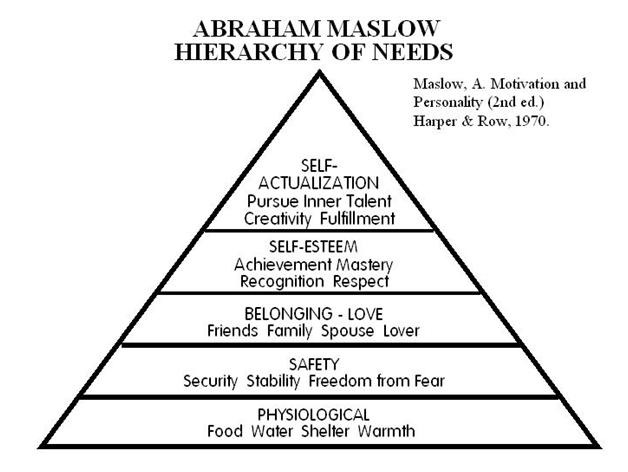 ABRAHAM MASLOW
HIERARCHY OF NEEDS
Maslow, A. Motivation and
Personality (2nd ed.)
Harper & Row, 1970.
SELF-
ACTUALIZATION
Pursue Inner Talent
Creativity Fulfillment
SELF-ESTEEM
Achievement Mastery
Recognition Respect
BELONGING - LOVE
Friends Family Spouse Lover
SAFETY
Security Stability Freedom from Fear
PHYSIOLOGICAL
Food Water Shelter Warmth